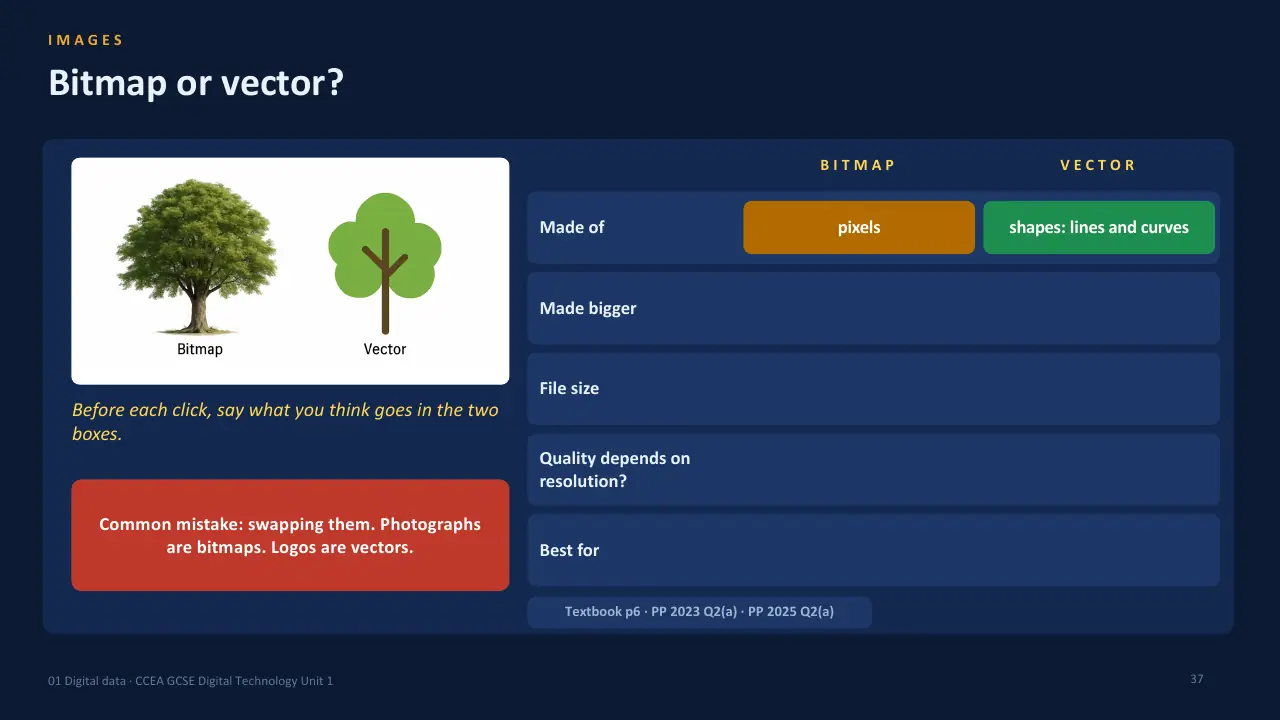 IMAGES
Bitmap or vector?
Bitmap
Vector
Before each click, say what you think goes in the two
boxes.
Common mistake: swapping them. Photographs
are bitmaps. Logos are vectors.
BITMAP
VECTOR
Made of
pixels
shapes: lines and curves
Made bigger
File size
Quality depends on
resolution?
Best for
Textbook p6 · PP 2023 Q2(a) · PP 2025 Q2(a)
01 Digital data · CCEA GCSE Digital Technology Unit 1
37